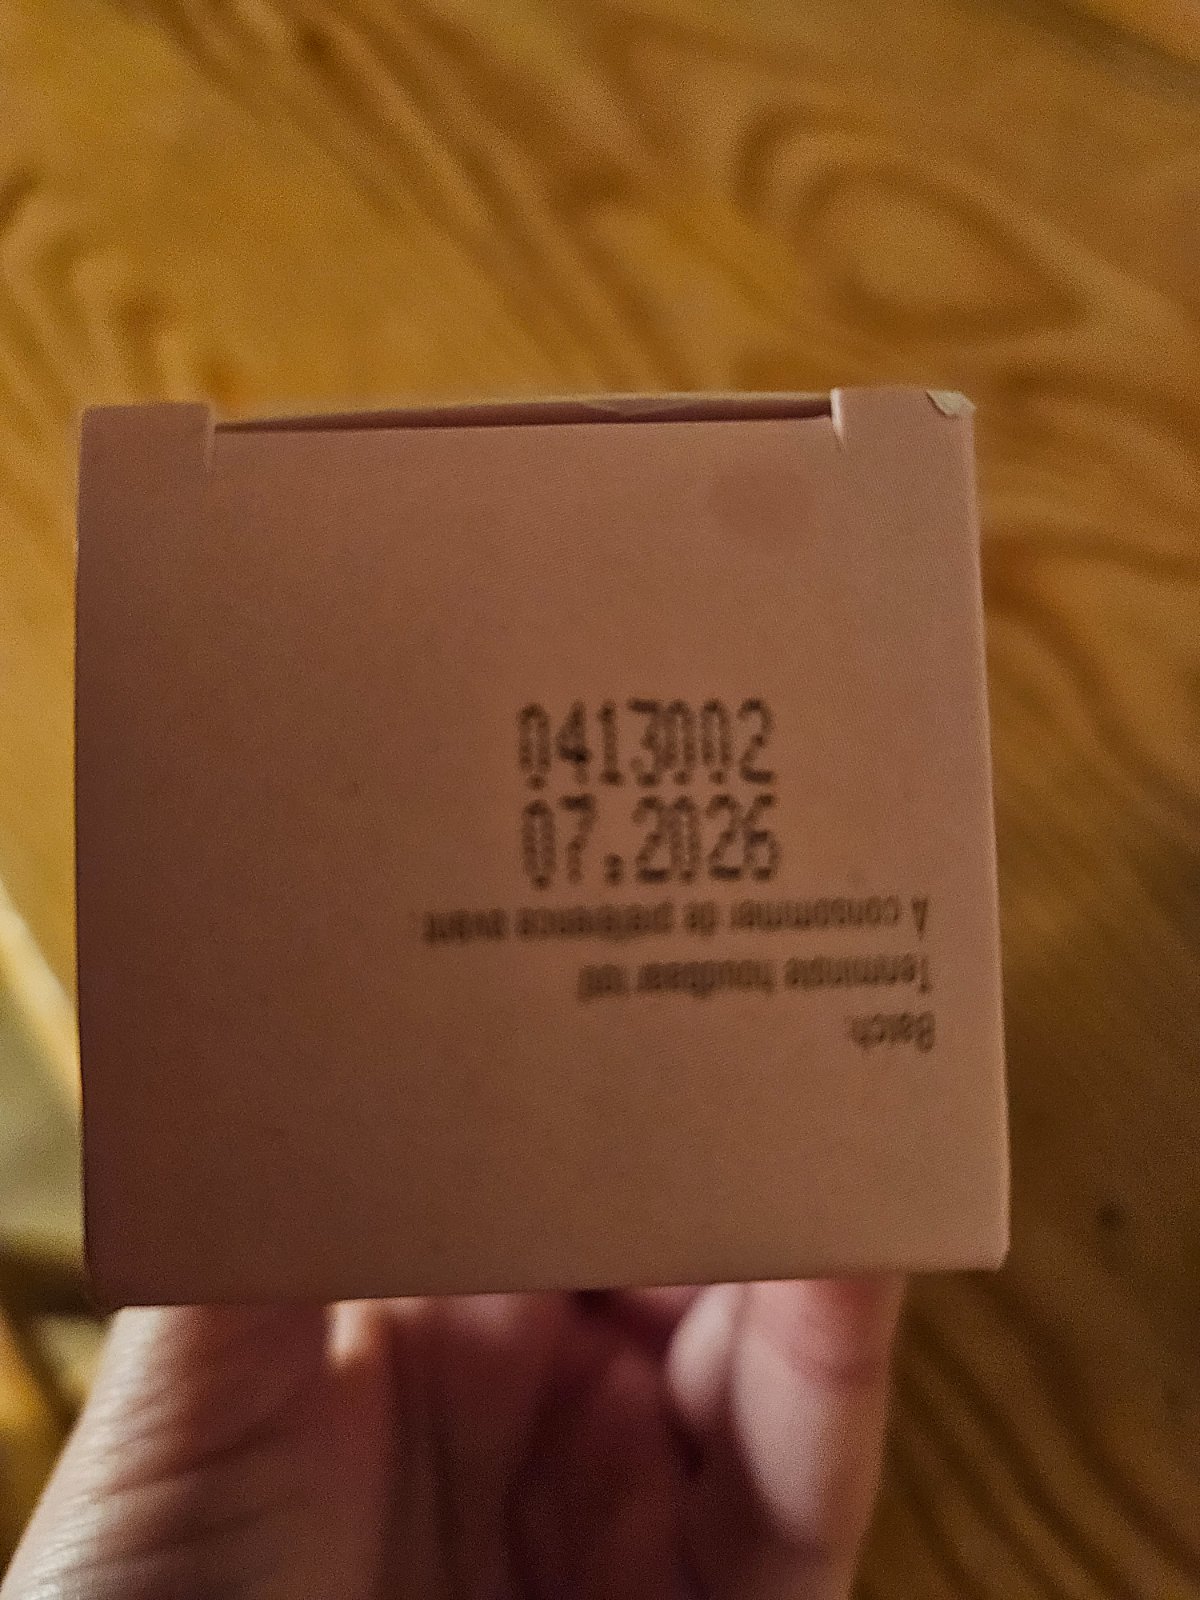 0413002
07.2026
À consommer de préférence avant
Tenminste houdbaar tot
Batch: